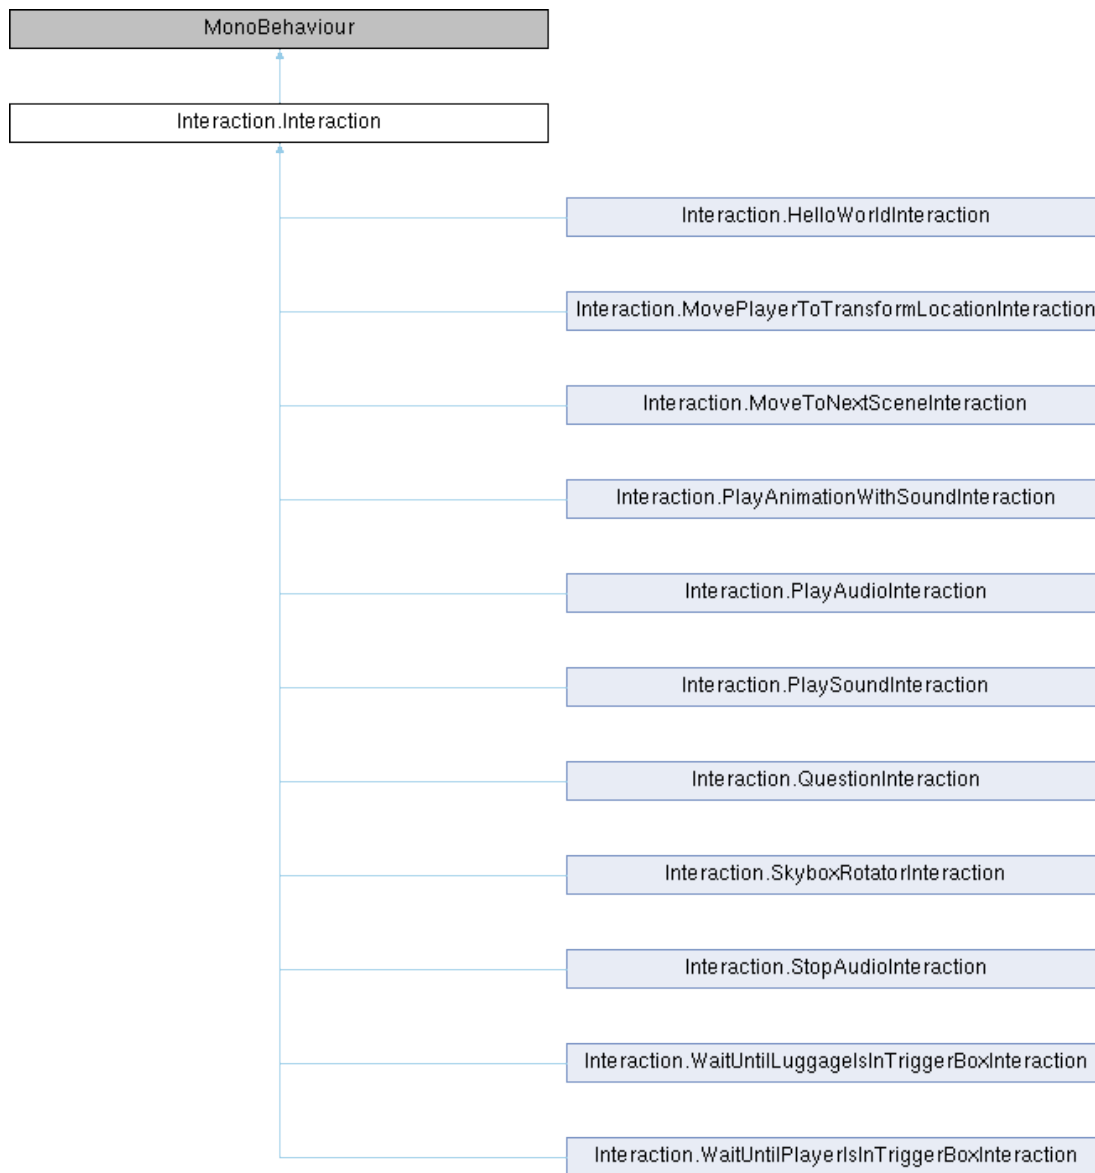 MonoBehaviour
Interaction.Interaction
Interaction.HelloWorldInteraction
Interaction.MovePlayerToTransformLocationInteraction
Interaction.MoveToNextSceneInteraction
Interaction.PlayAnimationWithSoundInteraction
Interaction.PlayAudioInteraction
Interaction.PlaySoundInteraction
Interaction.QuestionInteraction
Interaction.SkyboxRotatorInteraction
Interaction.StopAudioInteraction
Interaction.WaitUntilLuggageIsInTriggerBoxInteraction
Interaction.WaitUntilPlayerIsInTriggerBoxInteraction